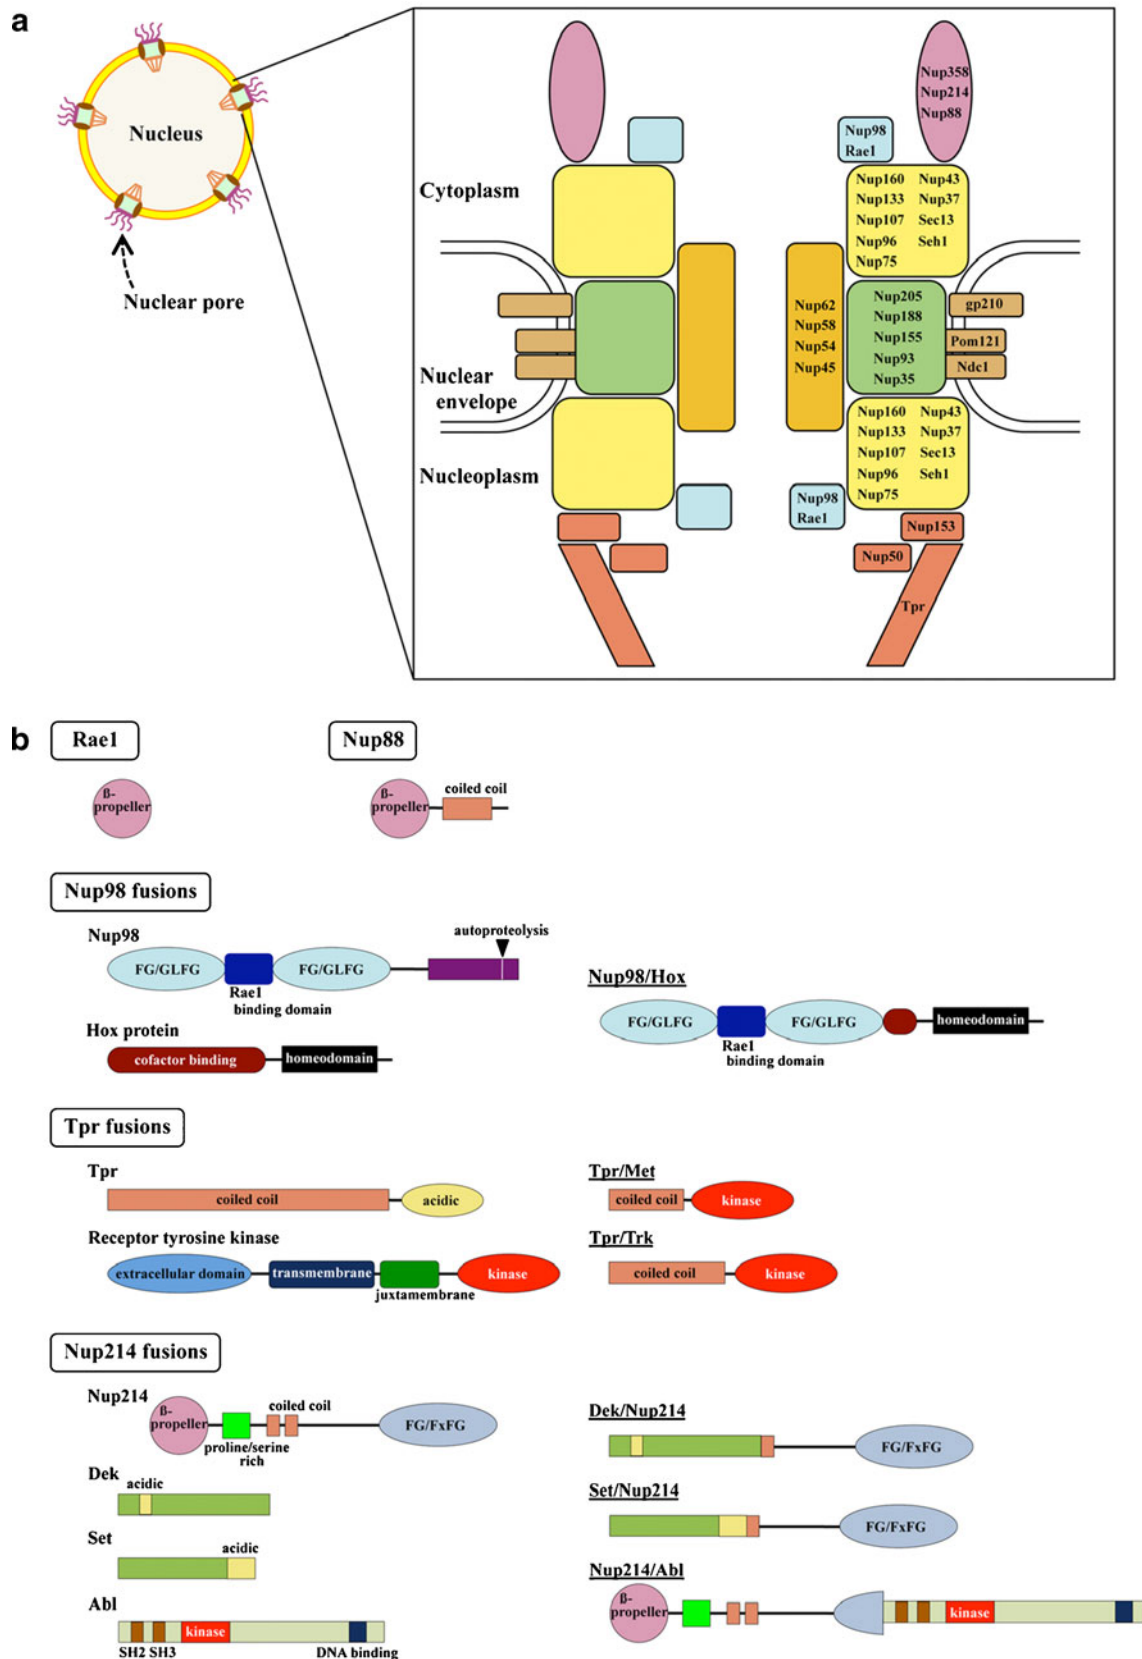 a
Nucleus
Nuclear pore
Cytoplasm
Nuclear
envelope
Nucleoplasm
Nup358
Nup214
Nup88
Nup98
Rae1
Nup160 Nup43
Nup133 Nup37
Nup107 Sec13
Nup96 Seh1
Nup75
Nup62
Nup58
Nup54
Nup45
Nup205
Nup188
Nup155
Nup93
Nup35
gp210
Pom121
Ndc1
Nup160 Nup43
Nup133 Nup37
Nup107 Sec13
Nup96 Seh1
Nup75
Nup98
Rae1
Nup153
Nup50
Tpr
b
Rae1
ß-
propeller
Nup88
ß-
propeller
coiled coil
Nup98 fusions
Nup98
autoproteolysis
FG/GLFG
FG/GLFG
Rae1
binding domain
Hox protein
cofactor binding
homeodomain
Nup98/Hox
FG/GLFG
FG/GLFG
homeodomain
Rae1
binding domain
Tpr fusions
Tpr
coiled coil
acidic
Receptor tyrosine kinase
extracellular domain
transmembrane
juxtamembrane
kinase
Tpr/Met
coiled coil
kinase
Tpr/Trk
coiled coil
kinase
Nup214 fusions
Nup214
ß-
propeller
coiled coil
proline/serine
rich
FG/FxFG
Dek
acidic
Set
acidic
Abl
kinase
SH2 SH3
DNA binding
Dek/Nup214
FG/FxFG
Set/Nup214
FG/FxFG
Nup214/Abl
ß-
propeller
kinase